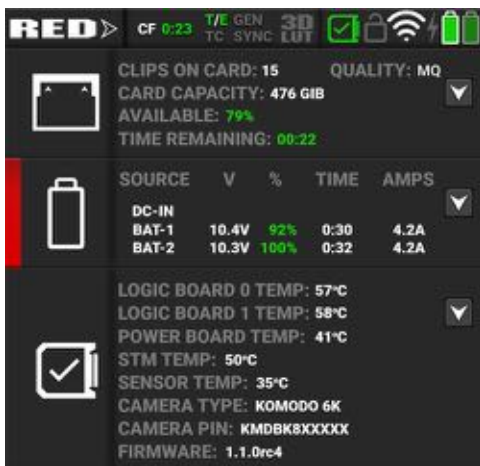 RED CF 0:23 T/E GEN 3D
TC SYNC LUT
CLIPS ON CARD: 15 QUALITY: MQ
CARD CAPACITY: 476 GIB
AVAILABLE: 79%
TIME REMAINING: 00:22
SOURCE V % TIME AMPS
DC-IN
BAT-1 10.4V 92% 0:30 4.2A
BAT-2 10.3V 100% 0:32 4.2A
LOGIC BOARD 0 TEMP: 57°C
LOGIC BOARD 1 TEMP: 58°C
POWER BOARD TEMP: 41°C
STM TEMP: 50°C
SENSOR TEMP: 35°C
CAMERA TYPE: KOMODO 6K
CAMERA PIN: KMDBK8XXXXX
FIRMWARE: 1.1.0rc4